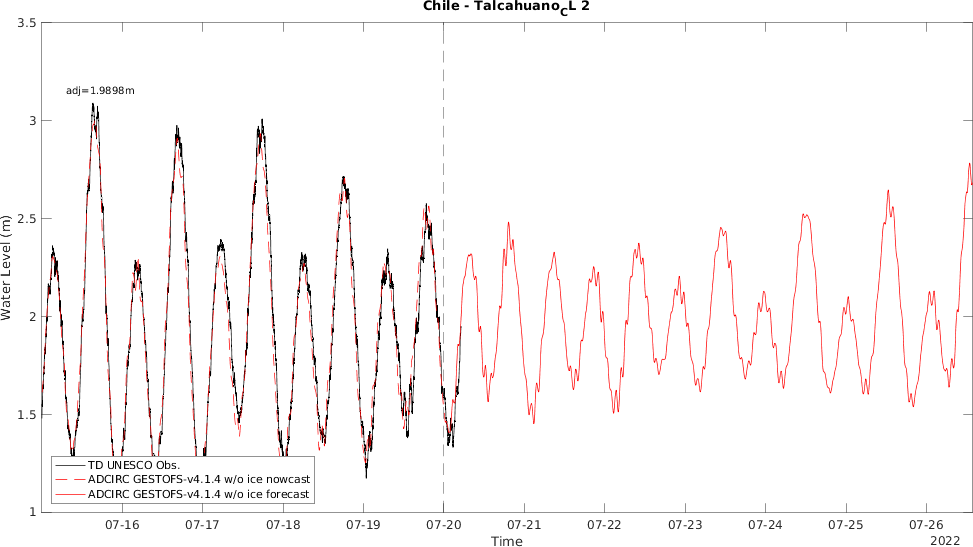 Chile - Talcahuano_CL 2
3.5
3
2.5
2
1.5
1
Water Level (m)
adj=1.9898m
TD UNESCO Obs.
ADCIRC GESTOFS-v4.1.4 w/o ice nowcast
ADCIRC GESTOFS-v4.1.4 w/o ice forecast
07-16 07-17 07-18 07-19 07-20 07-21 07-22 07-23 07-24 07-25 07-26
Time
2022